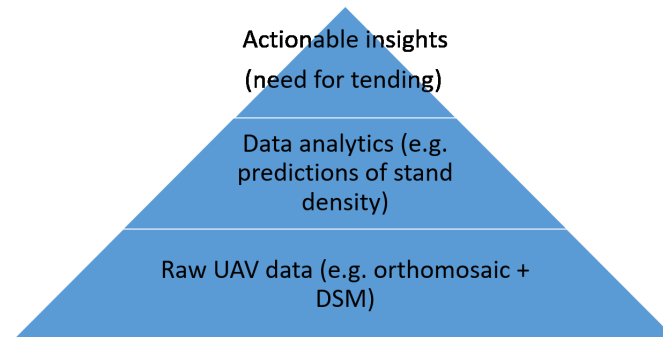 Actionable insights
(need for tending)
Data analytics (e.g.
predictions of stand
density)
Raw UAV data (e.g. orthomosaic +
DSM)